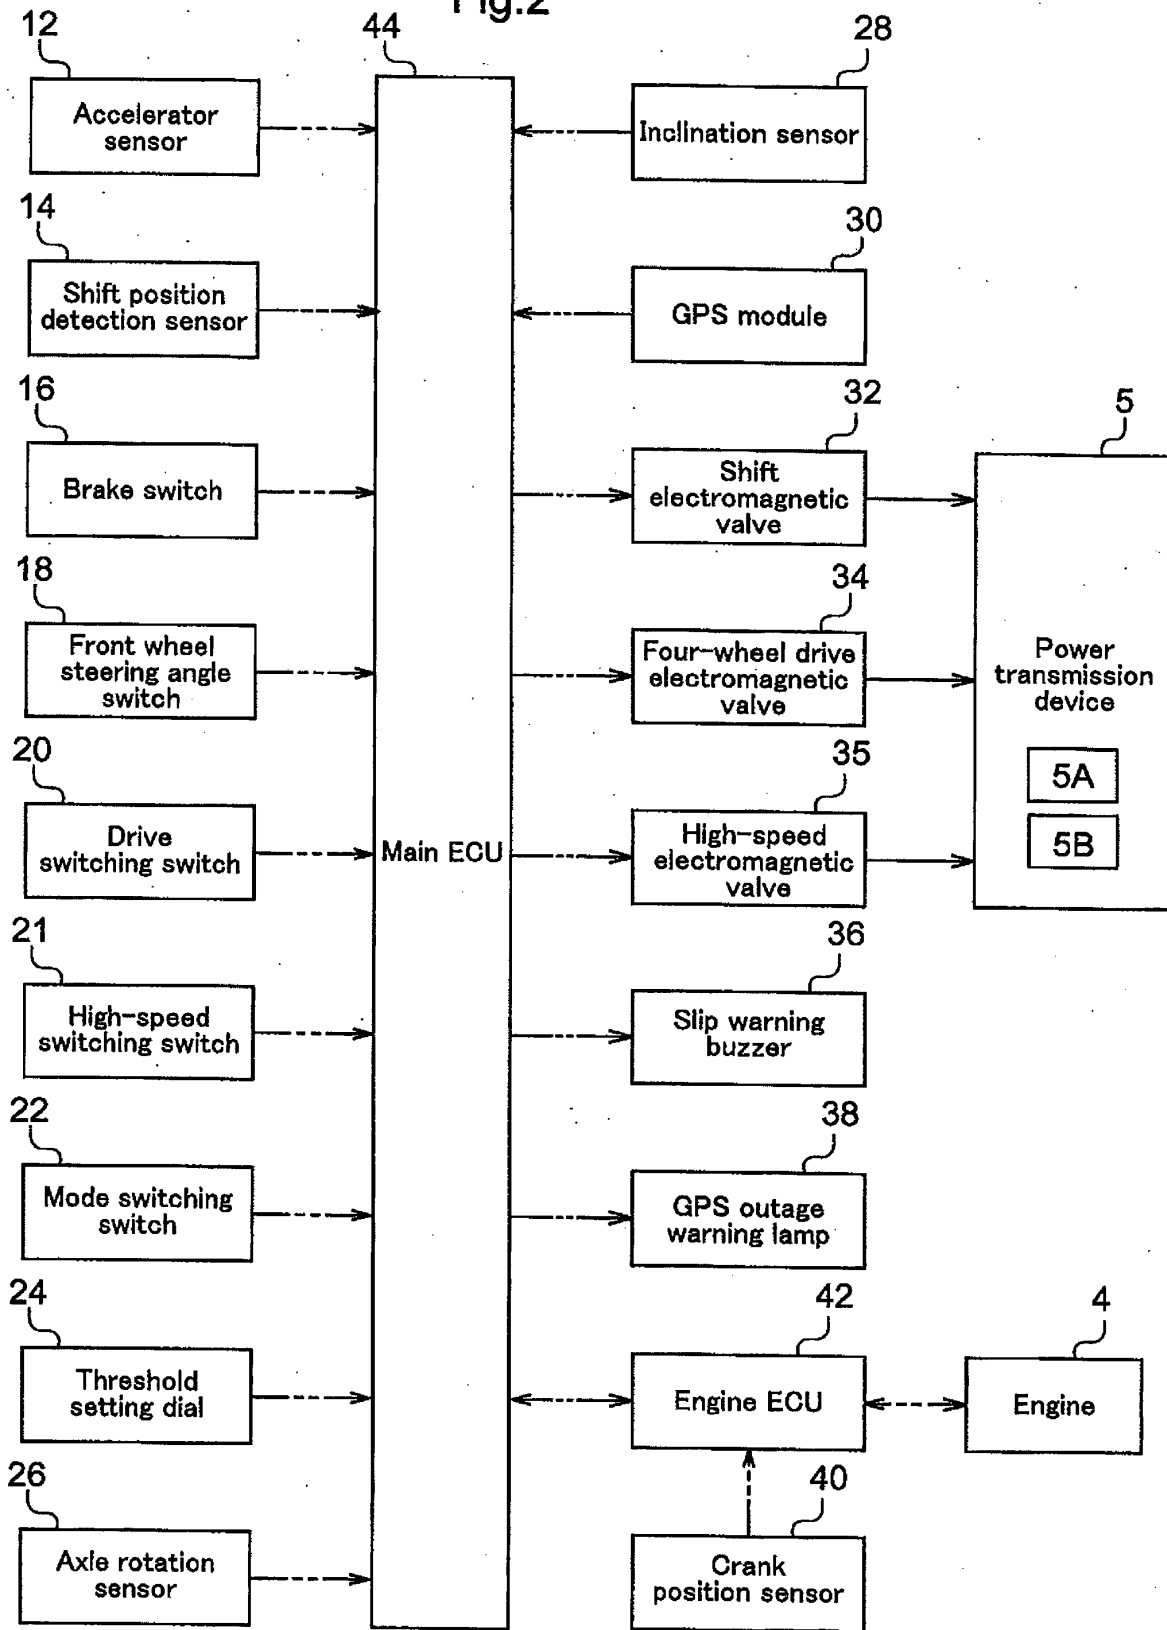 Fig.2
12
44
28
Accelerator
sensor
Inclination sensor
14
30
Shift position
detection sensor
GPS module
16
32
5
Brake switch
Shift
electromagnetic
valve
18
34
Front wheel
steering angle
switch
Four-wheel drive
electromagnetic
valve
Power
transmission
device
20
35
5A
Drive
switching switch
Main ECU
High-speed
electromagnetic
valve
5B
21
36
High-speed
switching switch
Slip warning
buzzer
22
38
Mode switching
switch
GPS outage
warning lamp
24
42
4
Threshold
setting dial
Engine ECU
Engine
26
40
Axle rotation
sensor
Crank
position sensor